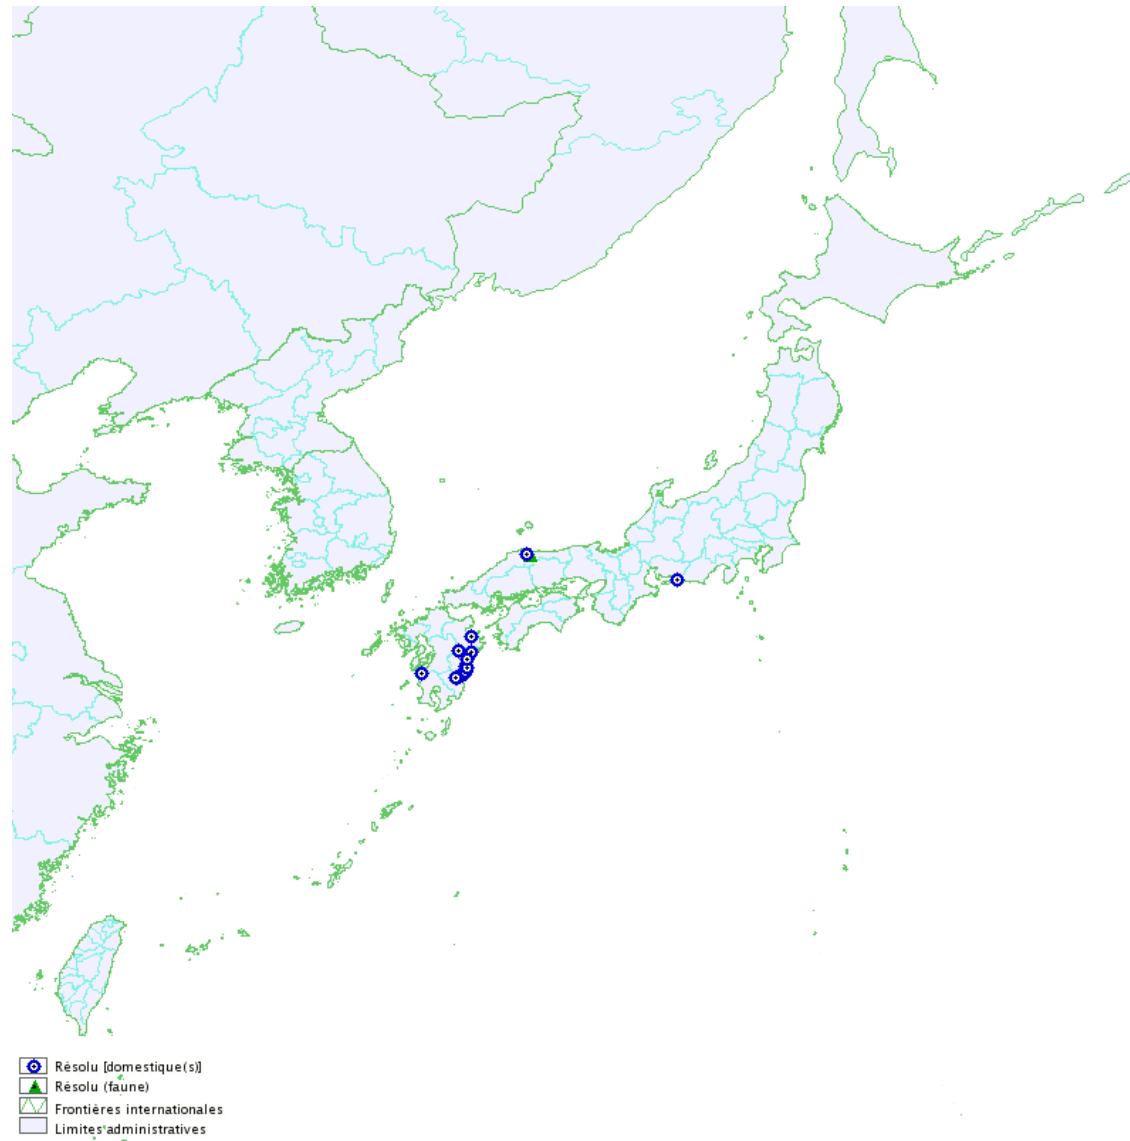 Résolu [domestique(s)]
Résolu (faune)
Frontières internationales
Limites administratives